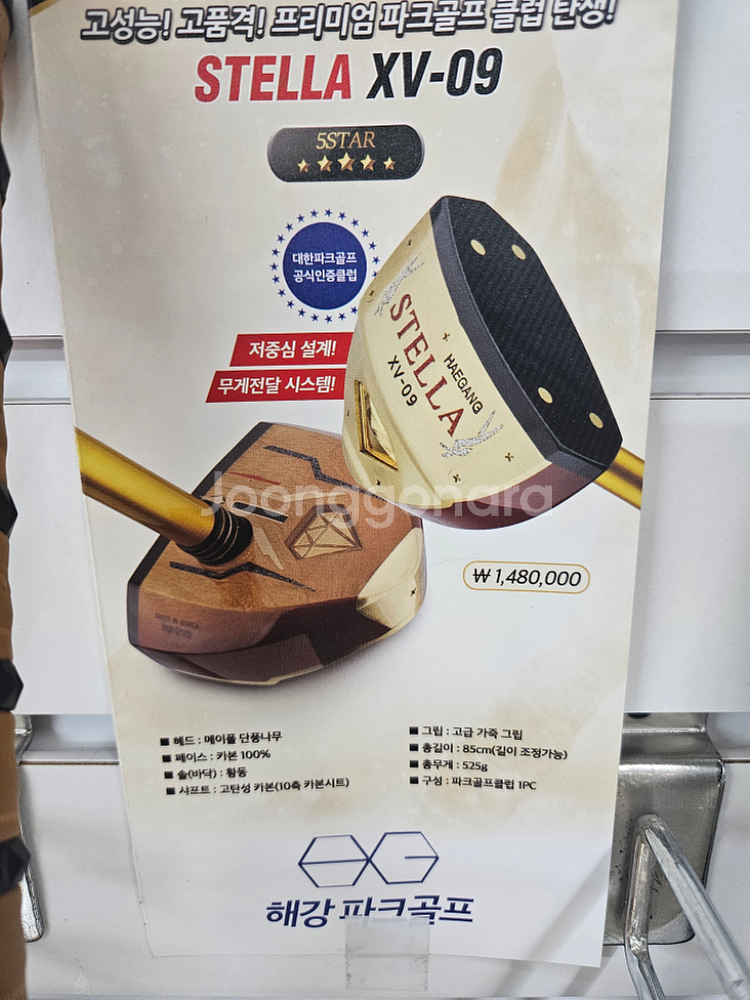 고성능! 고품격! 프리미엄 파크골프 클럽 탄생!
STELLA XV-09
5STAR
대한파크골프
공식인증클럽
저중심 설계!
무게전달 시스템!
STELLA
HAEGANG
XV-09
Joonggonara
₩1,480,000
MADE IN KOREA
■ 헤드 : 메이플 단풍나무
■ 페이스 : 카본 100%
■ 솔(바닥) : 황동
■ 샤프트 : 고탄성 카본(10축 카본시트)
■ 그립 : 고급 가죽 그립
■ 총길이 : 85cm(길이 조정가능)
■ 총무게 : 525g
■ 구성 : 파크골프클럽 1PC
해강 파크골프